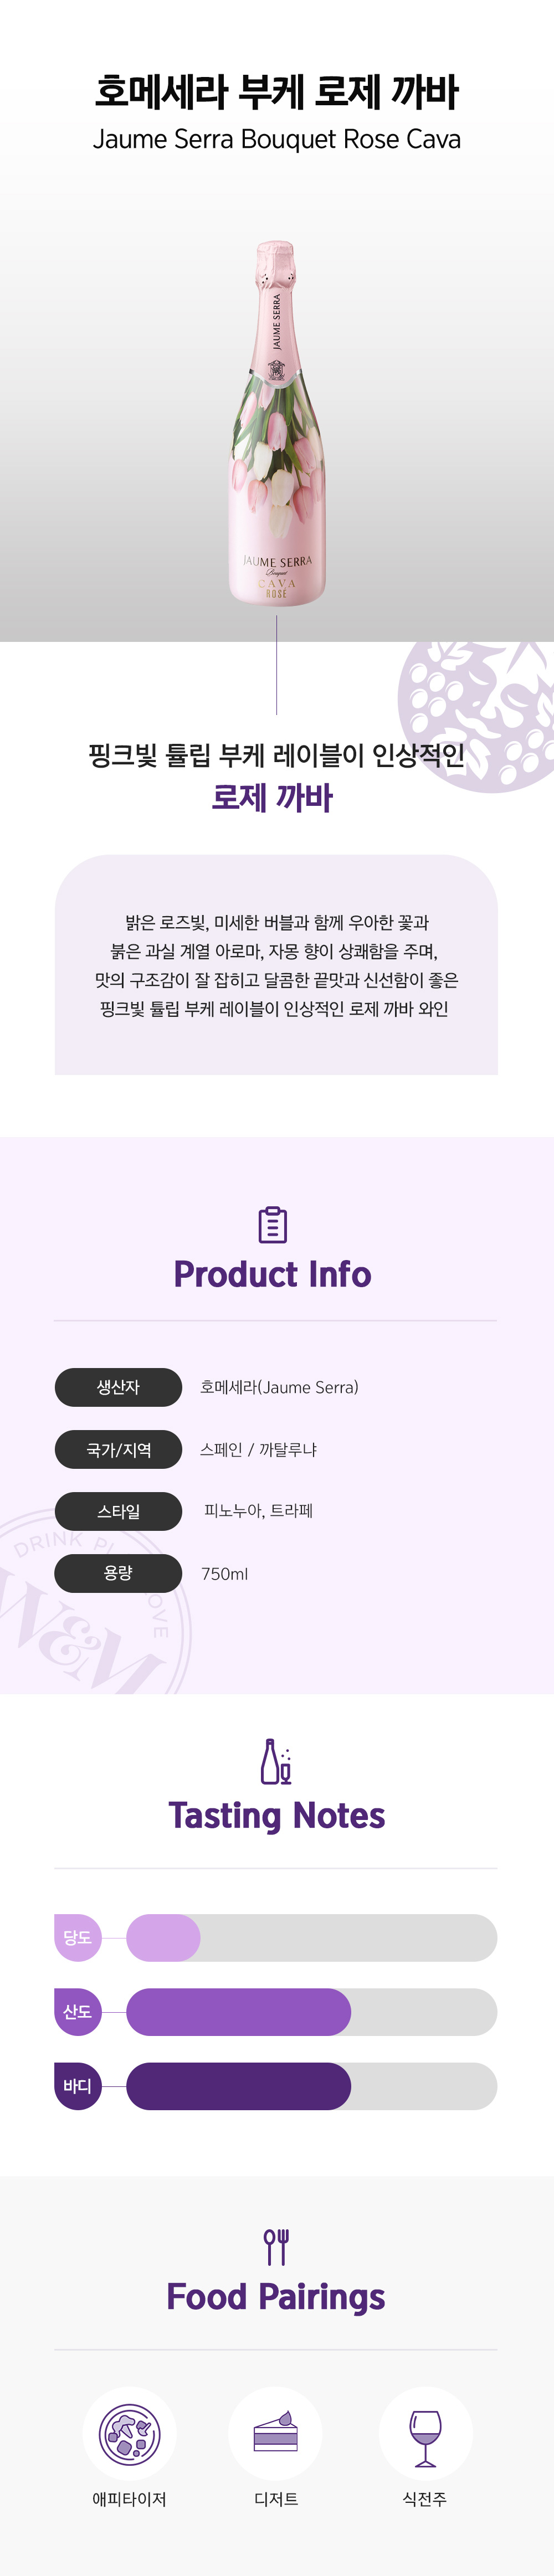 호메세라 부케 로제 까바
Jaume Serra Bouquet Rose Cava
JAUME SERRA
JAUME SERRA
Bouquet
CAVA
ROSE
핑크빛 튤립 부케 레이블이 인상적인
로제 까바
밝은 로즈빛, 미세한 버블과 함께 우아한 꽃과
붉은 과실 계열 아로마, 자몽 향이 상쾌함을 주며,
맛의 구조감이 잘 잡히고 달콤한 끝맛과 신선함이 좋은
핑크빛 튤립 부케 레이블이 인상적인 로제 까바 와인
Product Info
생산자 호메세라(Jaume Serra)
국가/지역 스페인 / 까탈루냐
스타일 피노누아, 트라페
용량 750ml
DRINK
OVE
W&M
Tasting Notes
당도
산도
바디
Food Pairings
애피타이저 디저트 식전주